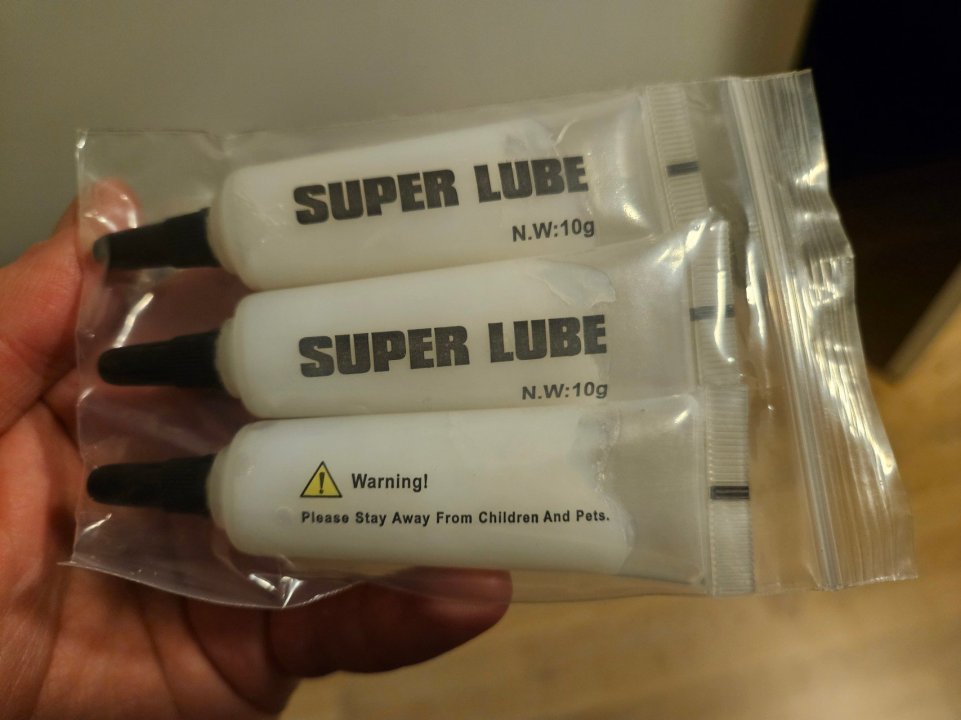 SUPER LUBE
N.W:10g
SUPER LUBE
N.W:10g
Warning!
Please Stay Away From Children And Pets.